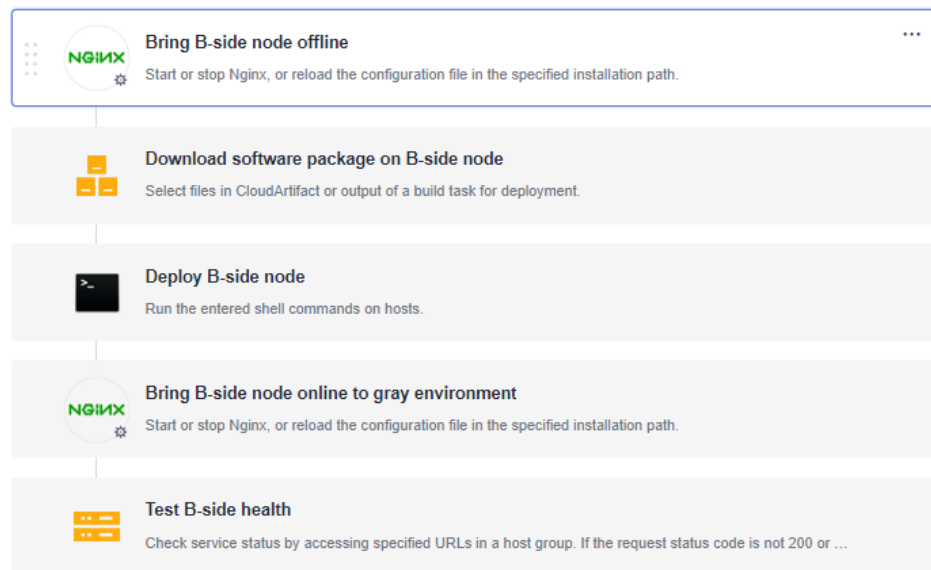 Bring B-side node offline
...
NGINX
Start or stop Nginx, or reload the configuration file in the specified installation path.
Download software package on B-side node
Select files in CloudArtifact or output of a build task for deployment.
>_
Deploy B-side node
Run the entered shell commands on hosts.
Bring B-side node online to gray environment
NGINX
Start or stop Nginx, or reload the configuration file in the specified installation path.
Test B-side health
Check service status by accessing specified URLs in a host group. If the request status code is not 200 or ...